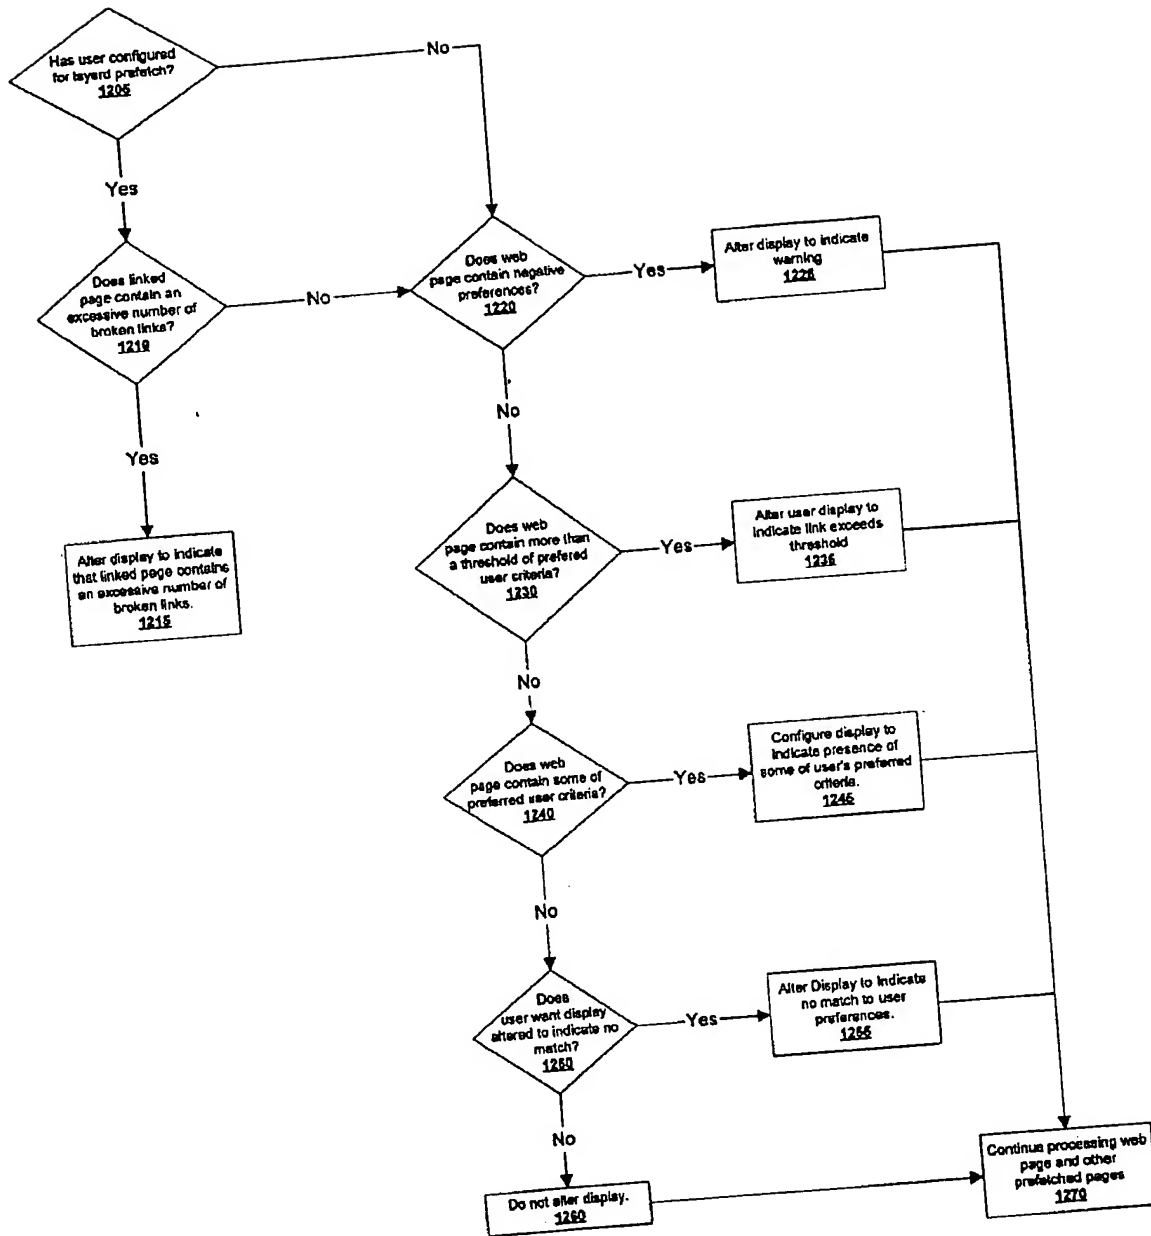 Has user configured
for layerd prefetch?
1205
No
Yes
Does linked
page contain an
excessive number of
broken links?
1210
No
Does web
page contain negative
preferences?
1220
Yes
Alter display to indicate
warning
1225
Yes
No
Alter display to indicate
that linked page contains
an excessive number of
broken links.
1215
Does web
page contain more than
a threshold of prefered
user criteria?
1230
Yes
Alter user display to
indicate link exceeds
threshold
1235
No
Does web
page contain some of
preferred user criteria?
1240
Yes
Configure display to
indicate presence of
some of user's preferred
criteria.
1245
No
Does
user want display
altered to indicate no
match?
1250
Yes
Alter Display to Indicate
no match to user
preferences.
1255
No
Do not alter display.
1260
Continue processing web
page and other
prefetched pages
1270